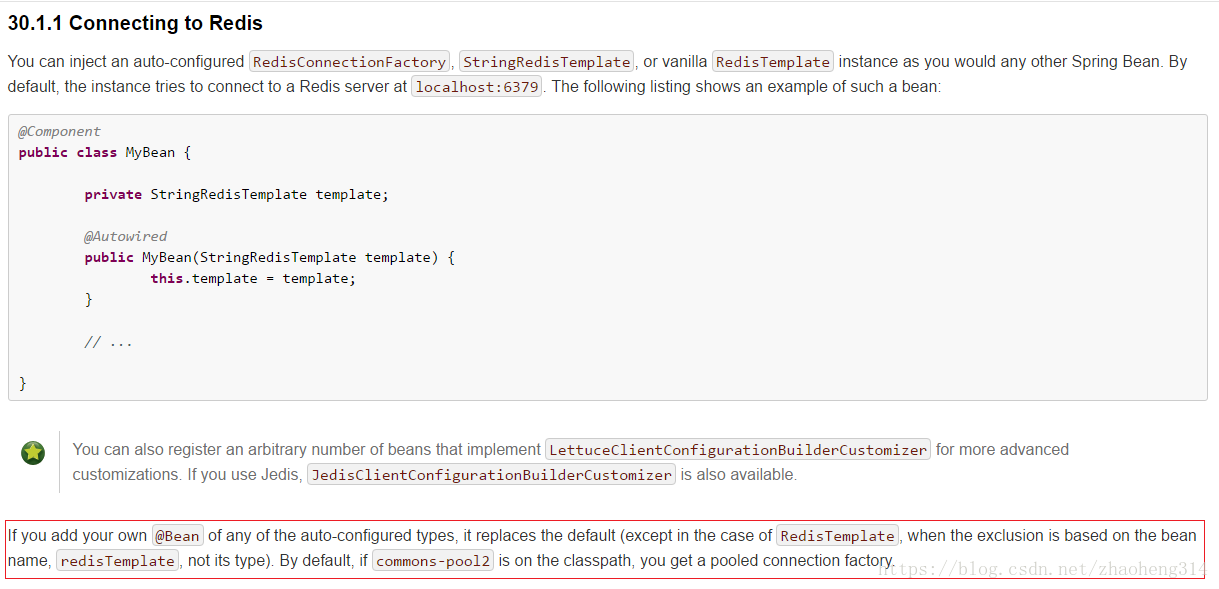 30.1.1 Connecting to Redis
You can inject an auto-configured RedisConnectionFactory, StringRedisTemplate, or vanilla RedisTemplate instance as you would any other Spring Bean. By
default, the instance tries to connect to a Redis server at localhost:6379. The following listing shows an example of such a bean:
@Component
public class MyBean {
private StringRedisTemplate template;
@Autowired
public MyBean(StringRedisTemplate template) {
this.template = template;
}
// ...
}
You can also register an arbitrary number of beans that implement LettuceClientConfigurationBuilderCustomizer for more advanced
customizations. If you use Jedis, JedisClientConfigurationBuilderCustomizer is also available.
If you add your own @Bean of any of the auto-configured types, it replaces the default (except in the case of RedisTemplate, when the exclusion is based on the bean
name, redisTemplate, not its type). By default, if commons-pool2 is on the classpath, you get a pooled connection factory.
https://blog.csdn.net/zhaoheng314